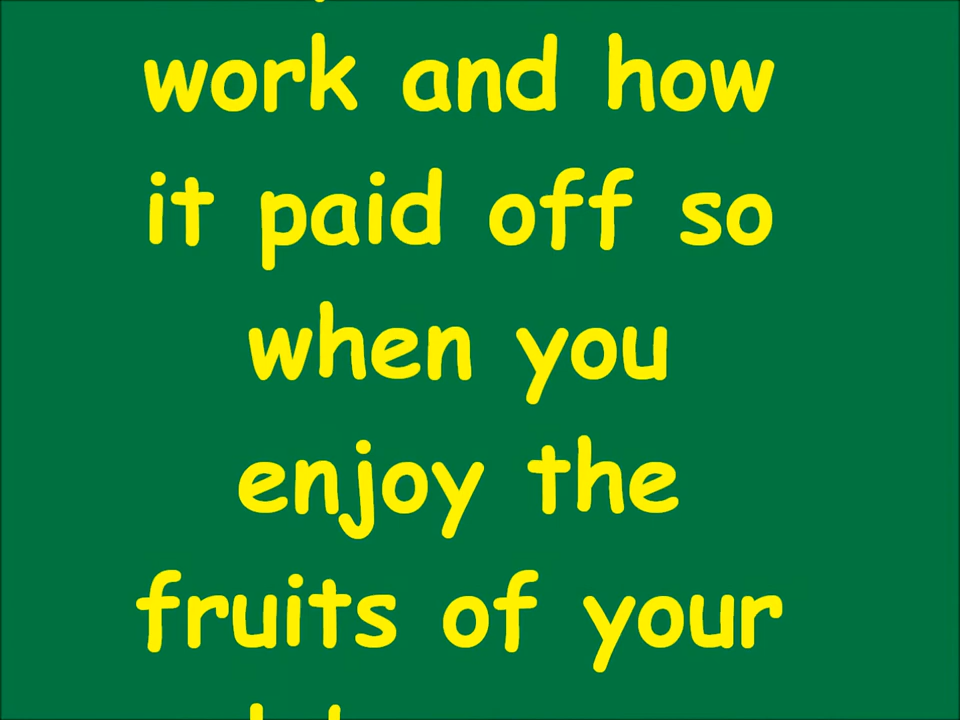 work and how
it paid off so
when you
enjoy the
fruits of your